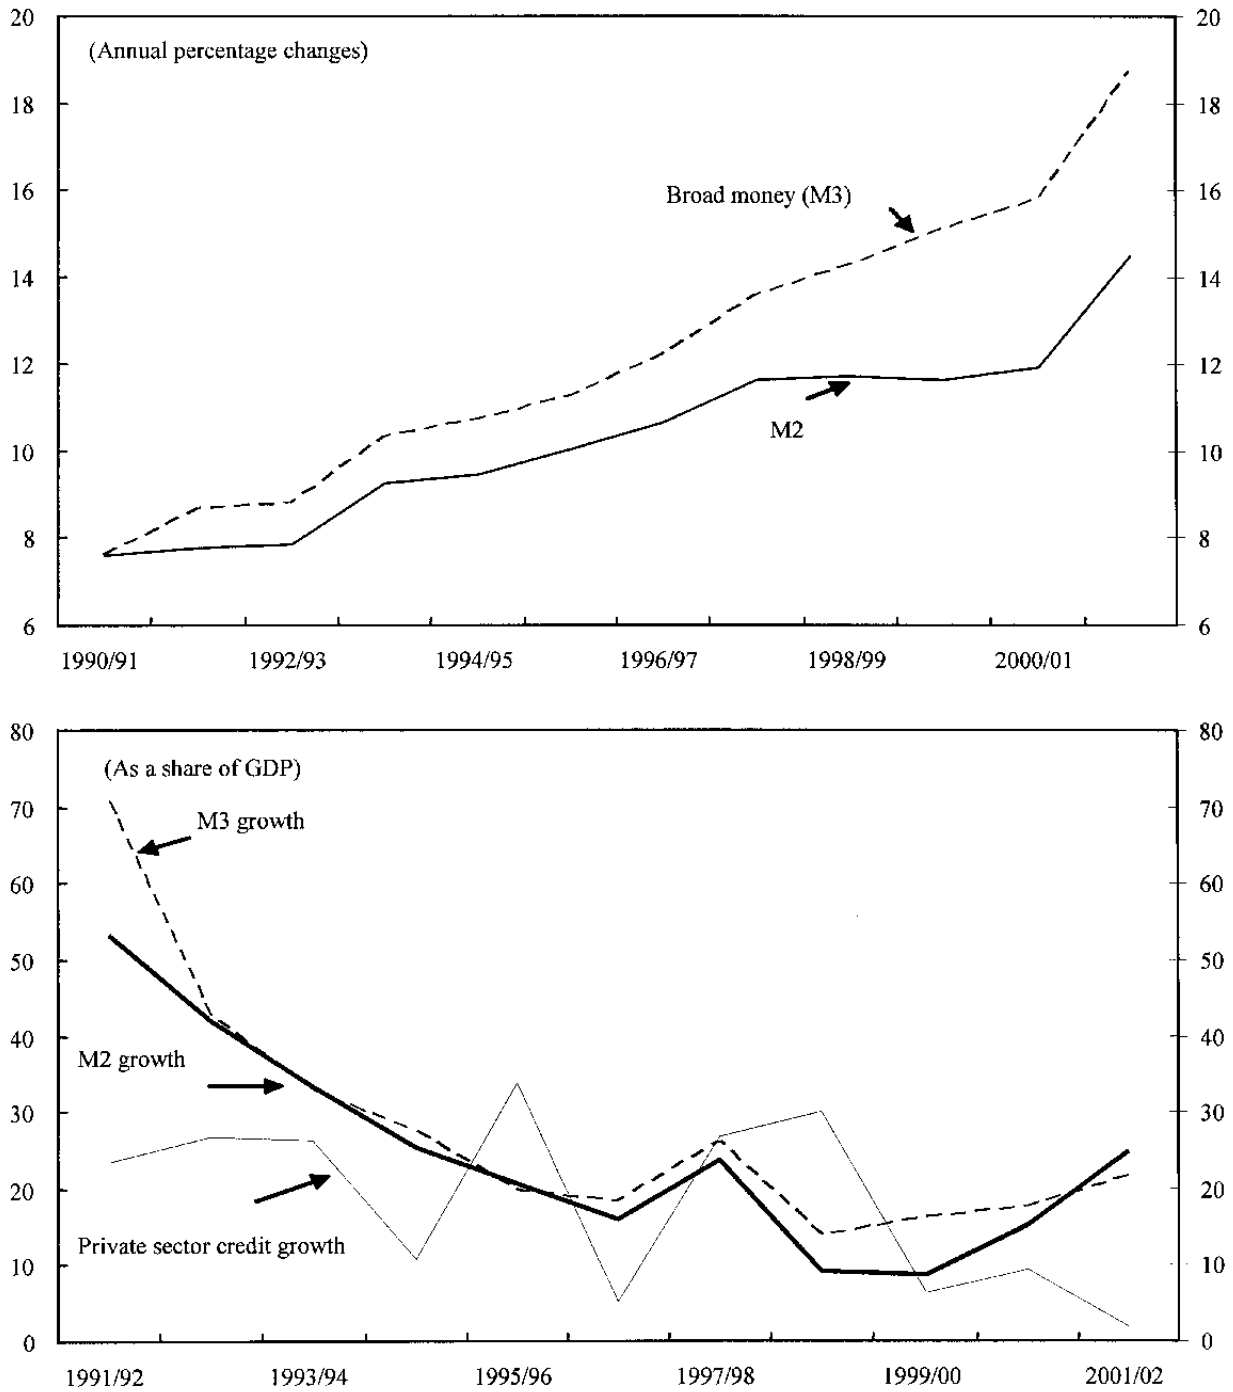 20 20
(Annual percentage changes)
18 18
Broad money (M3)
16 16
14 14
12 12
M2
10 10
8 8
6 6
1990/91 1992/93 1994/95 1996/97 1998/99 2000/01
80 80
(As a share of GDP)
70 70
M3 growth
60 60
50 50
40 40
M2 growth
30 30
20 20
Private sector credit growth
10 10
0 0
1991/92 1993/94 1995/96 1997/98 1999/00 2001/02